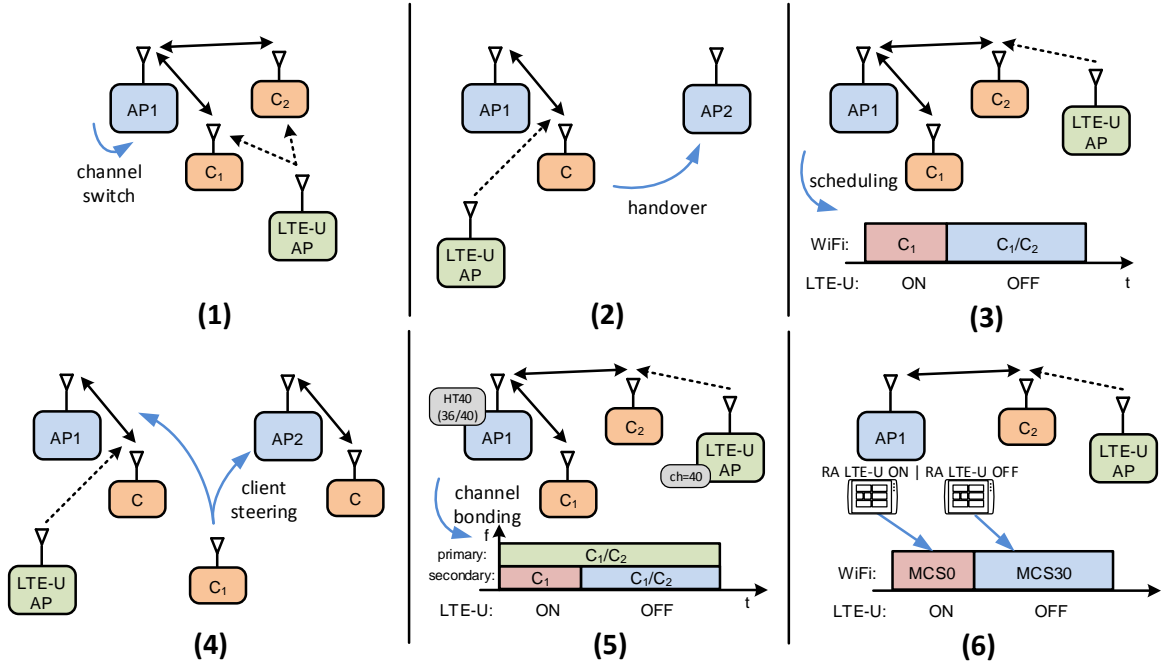 AP1
C2
C1
channel
switch
LTE-U
AP
(1)
AP1
AP2
C
handover
LTE-U
AP
(2)
AP1
C2
LTE-U
AP
C1
scheduling
WiFi: C1 C1/C2
LTE-U: ON OFF t
(3)
AP1
AP2
C
C
client
steering
LTE-U
AP
C1
(4)
HT40
(36/40)
AP1
C2
LTE-U
AP
ch=40
C1
channel
bonding
f
primary: C1/C2
secondary: C1 C1/C2
LTE-U: ON OFF t
(5)
AP1
C2
LTE-U
AP
RA LTE-U ON | RA LTE-U OFF
WiFi: MCS0 MCS30
LTE-U: ON OFF
(6)